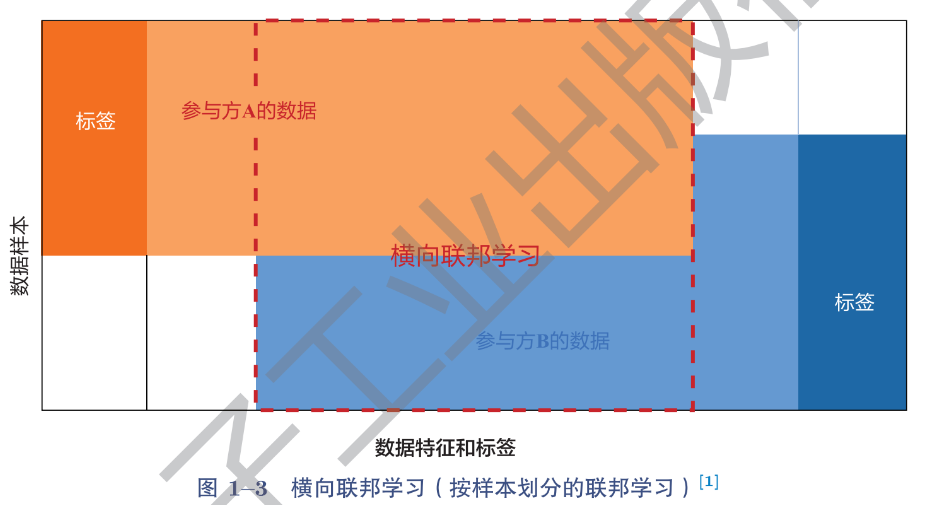 标签
参与方A的数据
横向联邦学习
数据样本
标签
参与方B的数据
数据特征和标签
图 1–3 横向联邦学习（按样本划分的联邦学习）[1]
子工业出版社